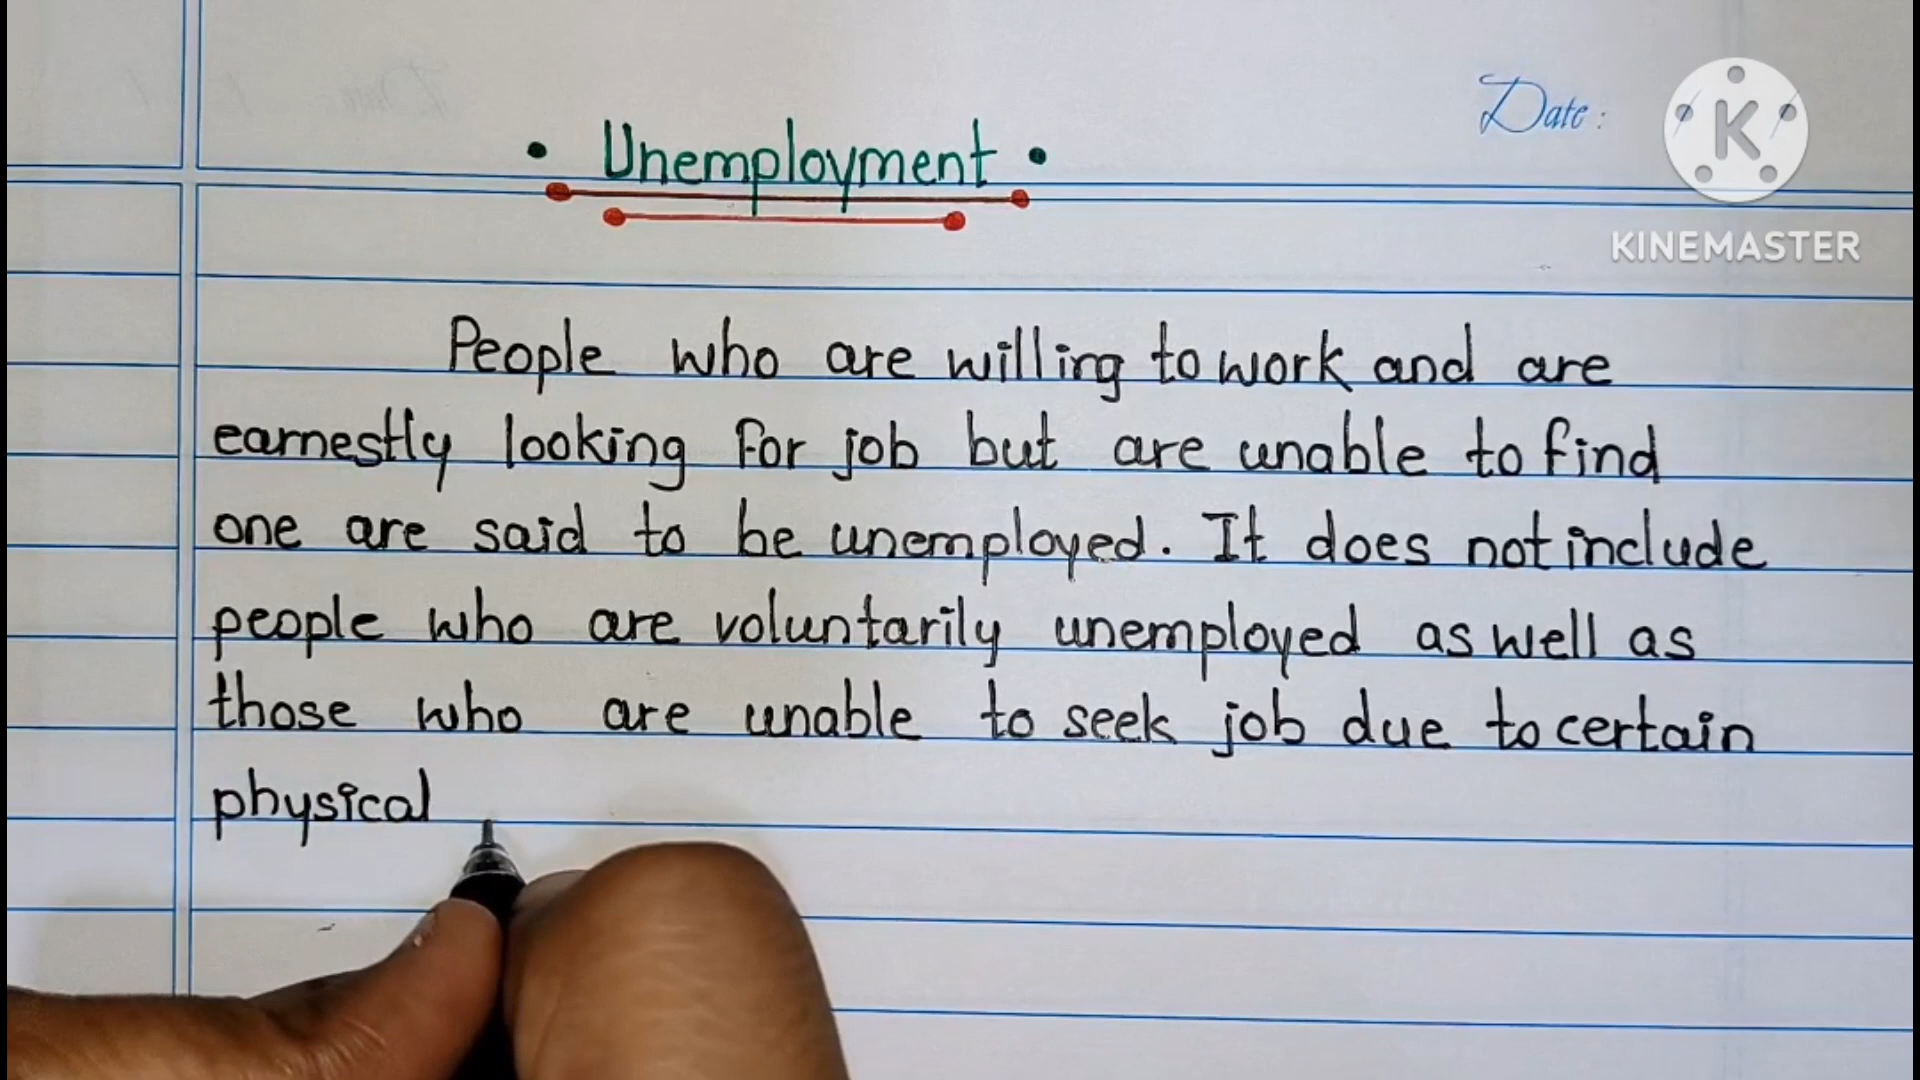 Date:
• Unemployment •
K
KINEMASTER
People who are willing to work and are
earnestly looking for job but are unable to find
one are said to be unemployed. It does not include
people who are voluntarily unemployed as well as
those who are unable to seek job due to certain
physical